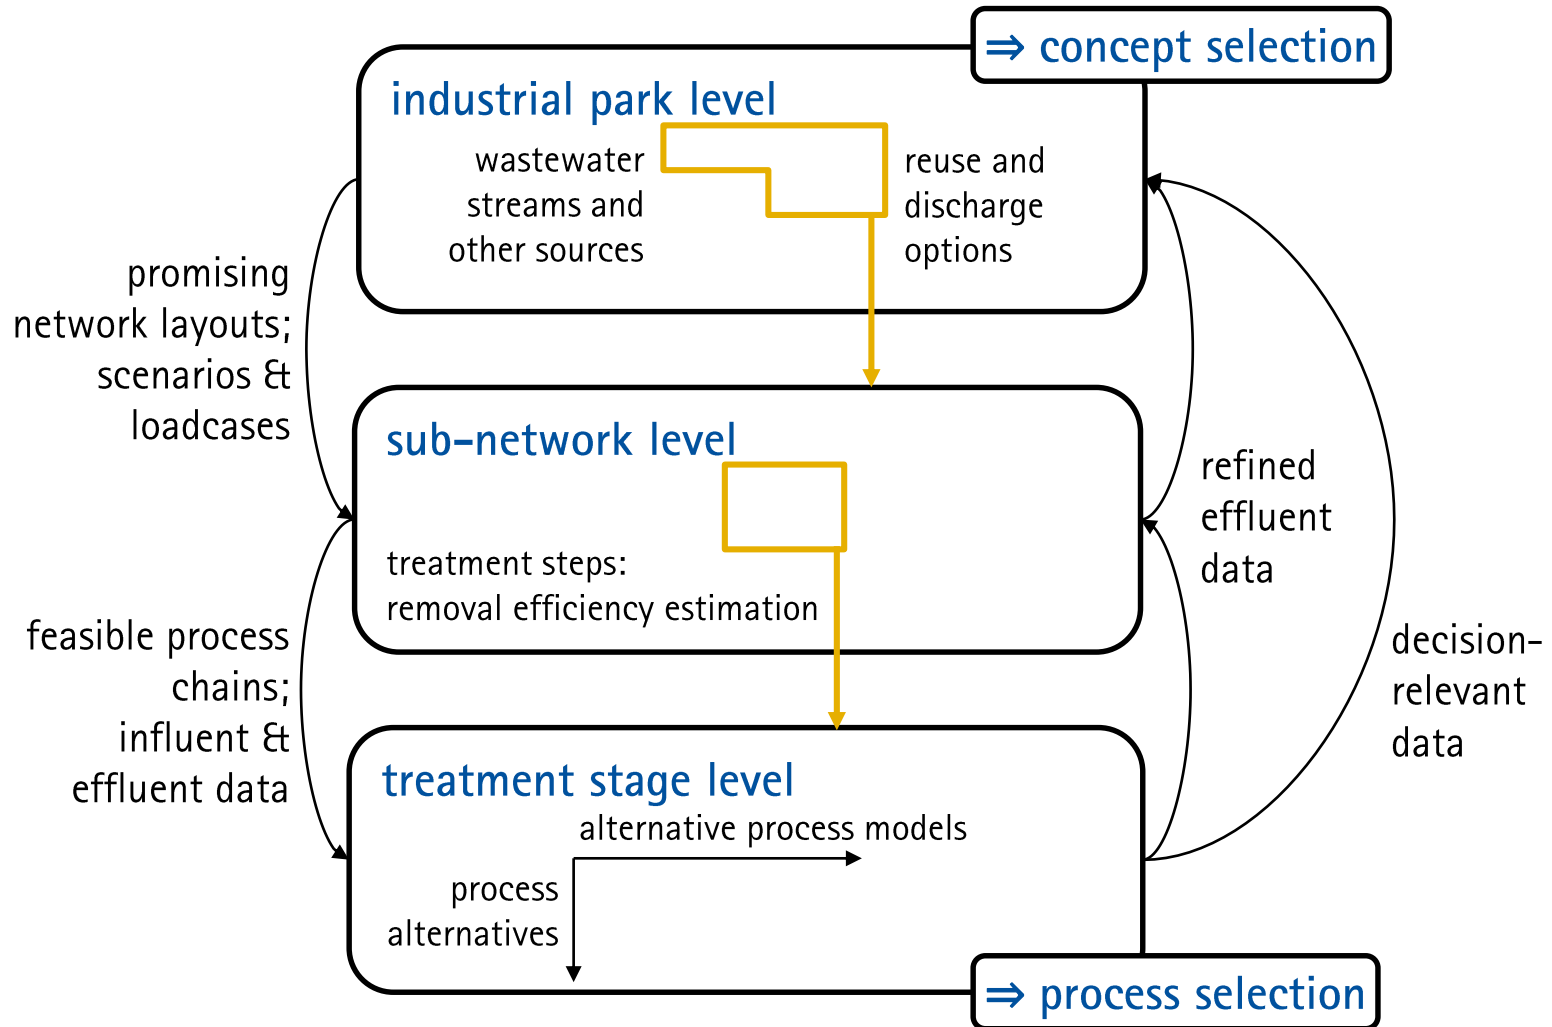 ⇒ concept selection
industrial park level
wastewater
streams and
other sources
reuse and
discharge
options
promising
network layouts;
scenarios &
loadcases
sub-network level
treatment steps:
removal efficiency estimation
refined
effluent
data
feasible process
chains;
influent &
effluent data
decision-
relevant
data
treatment stage level
alternative process models
process
alternatives
⇒ process selection